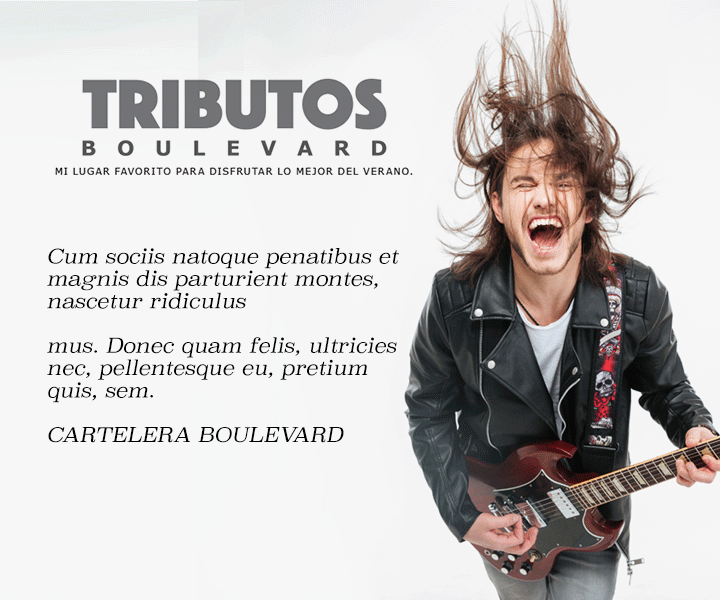 TRIBUTOS
BOULEVARD
MI LUGAR FAVORITO PARA DISFRUTAR LO MEJOR DEL VERANO.
Cum sociis natoque penatibus et
magnis dis parturient montes,
nascetur ridiculus
mus. Donec quam felis, ultricies
nec, pellentesque eu, pretium
quis, sem.
CARTELERA BOULEVARD